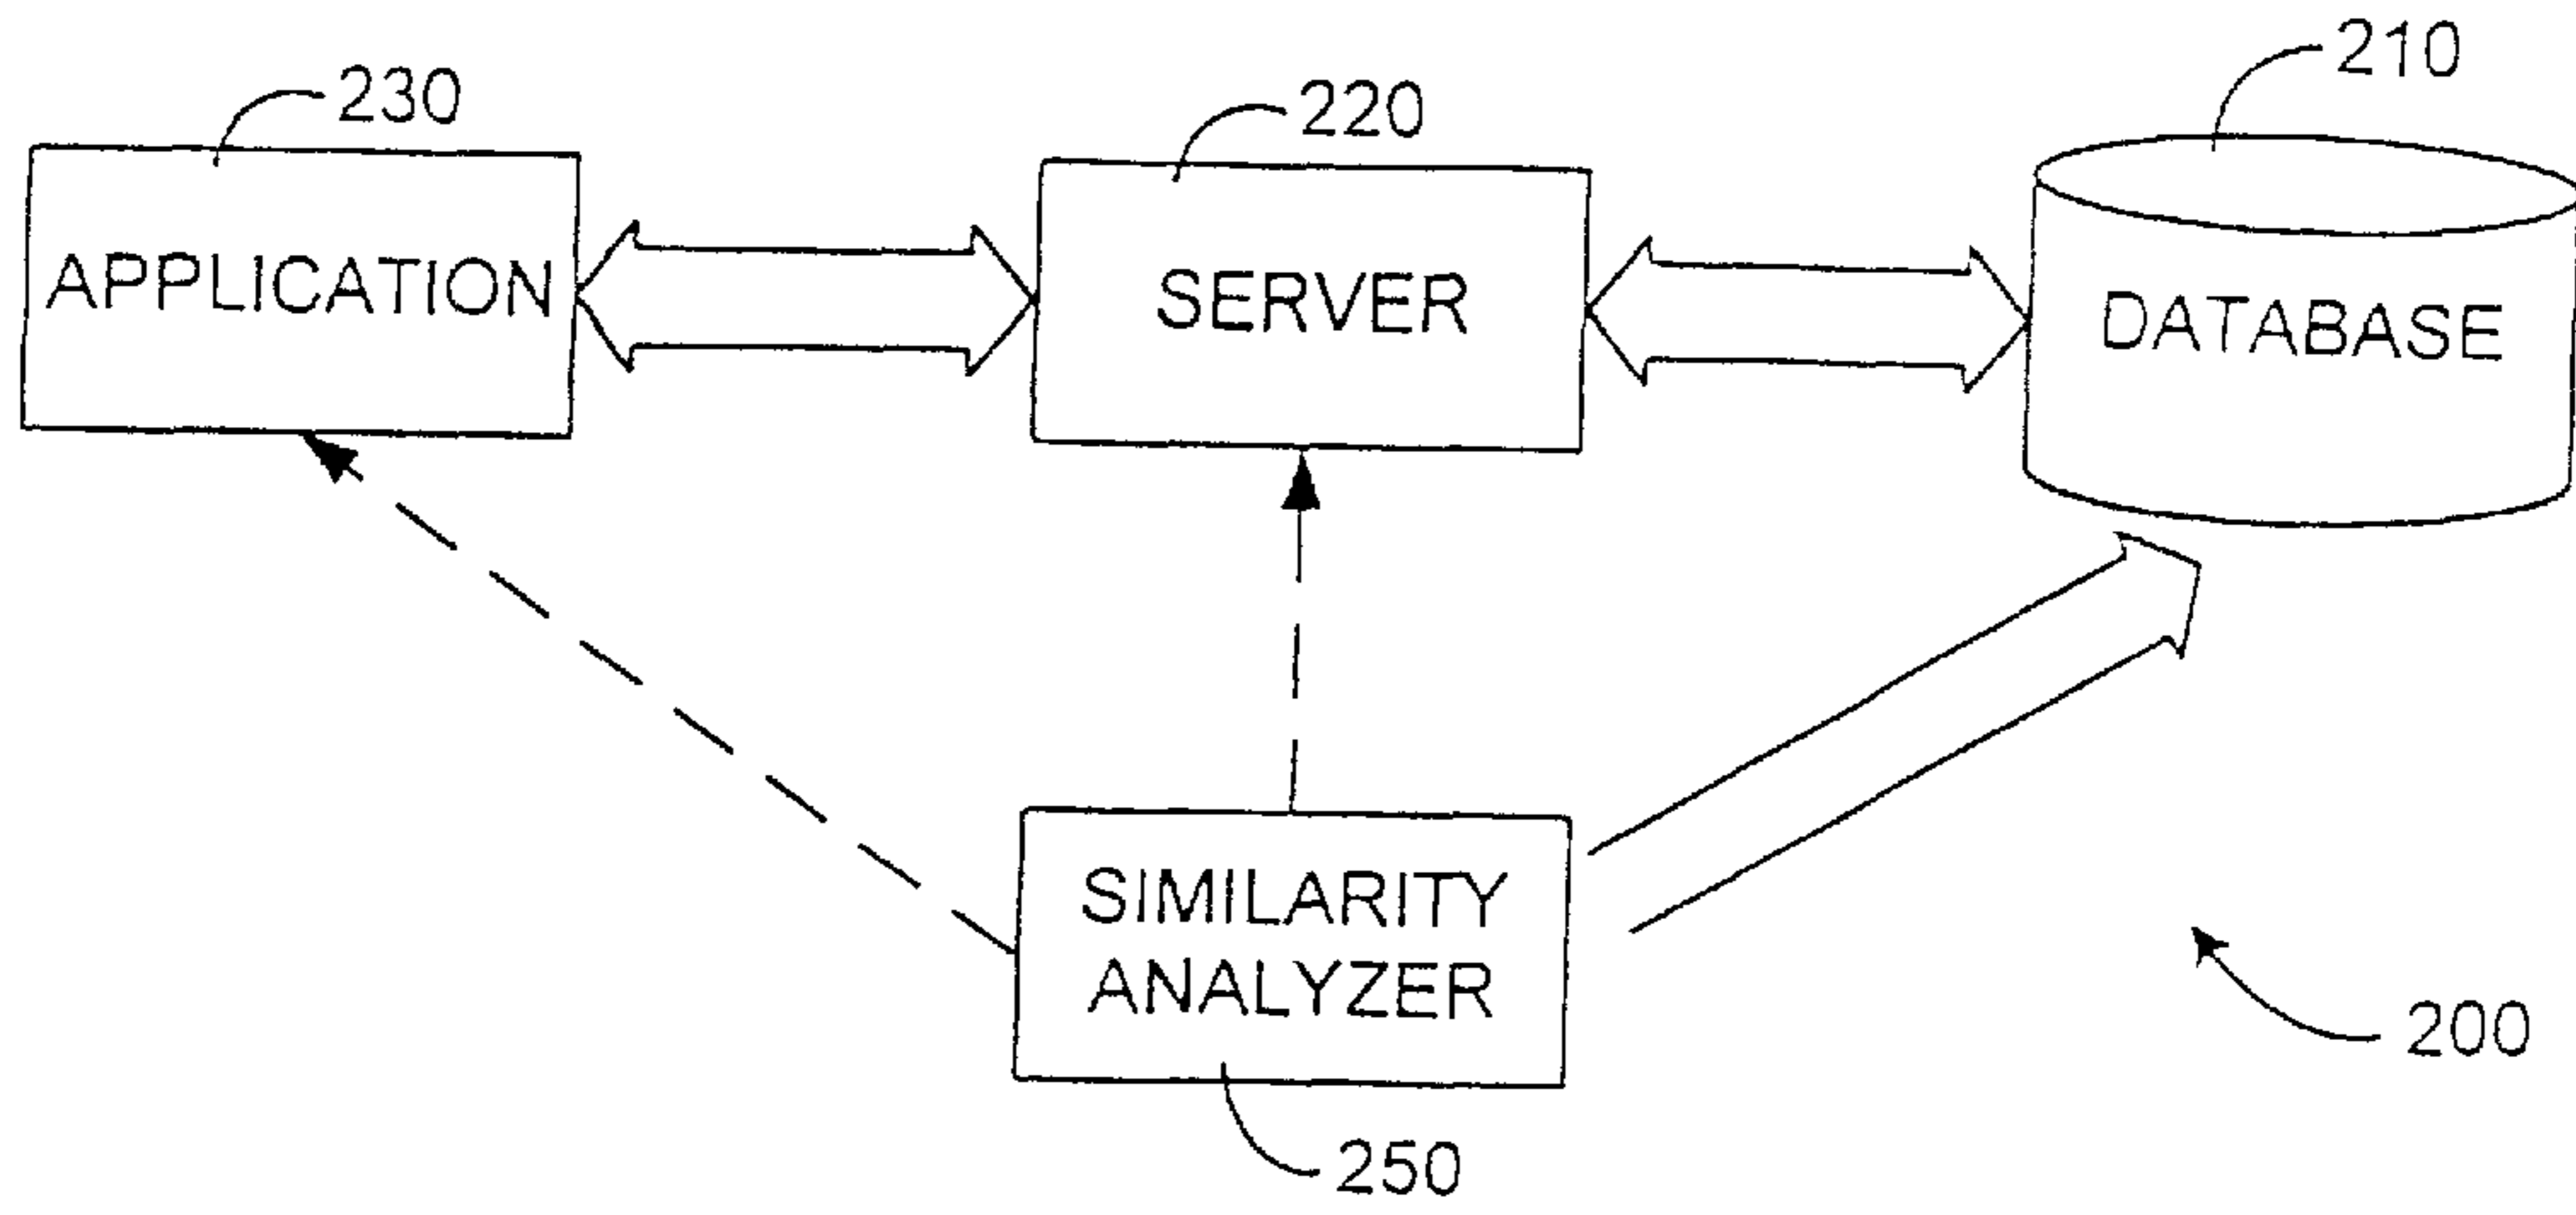 230
220
210
APPLICATION
SERVER
DATABASE
SIMILARITY
ANALYZER
200
250